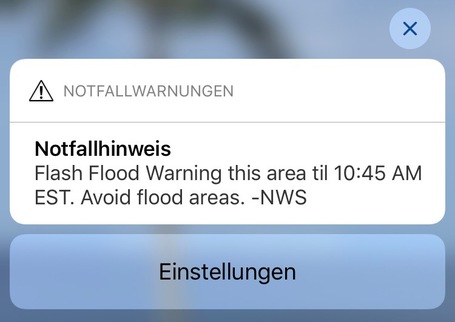 NOTFALLWARNUNGEN
Notfallhinweis
Flash Flood Warning this area til 10:45 AM
EST. Avoid flood areas. -NWS
Einstellungen